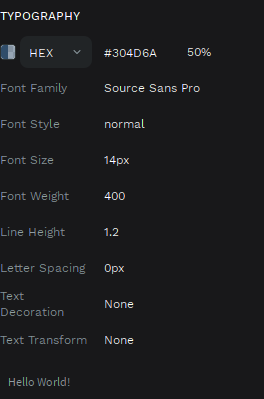 TYPOGRAPHY
HEX #304D6A 50%
Font Family Source Sans Pro
Font Style normal
Font Size 14px
Font Weight 400
Line Height 1.2
Letter Spacing 0px
Text
Decoration None
Text Transform None
Hello World!